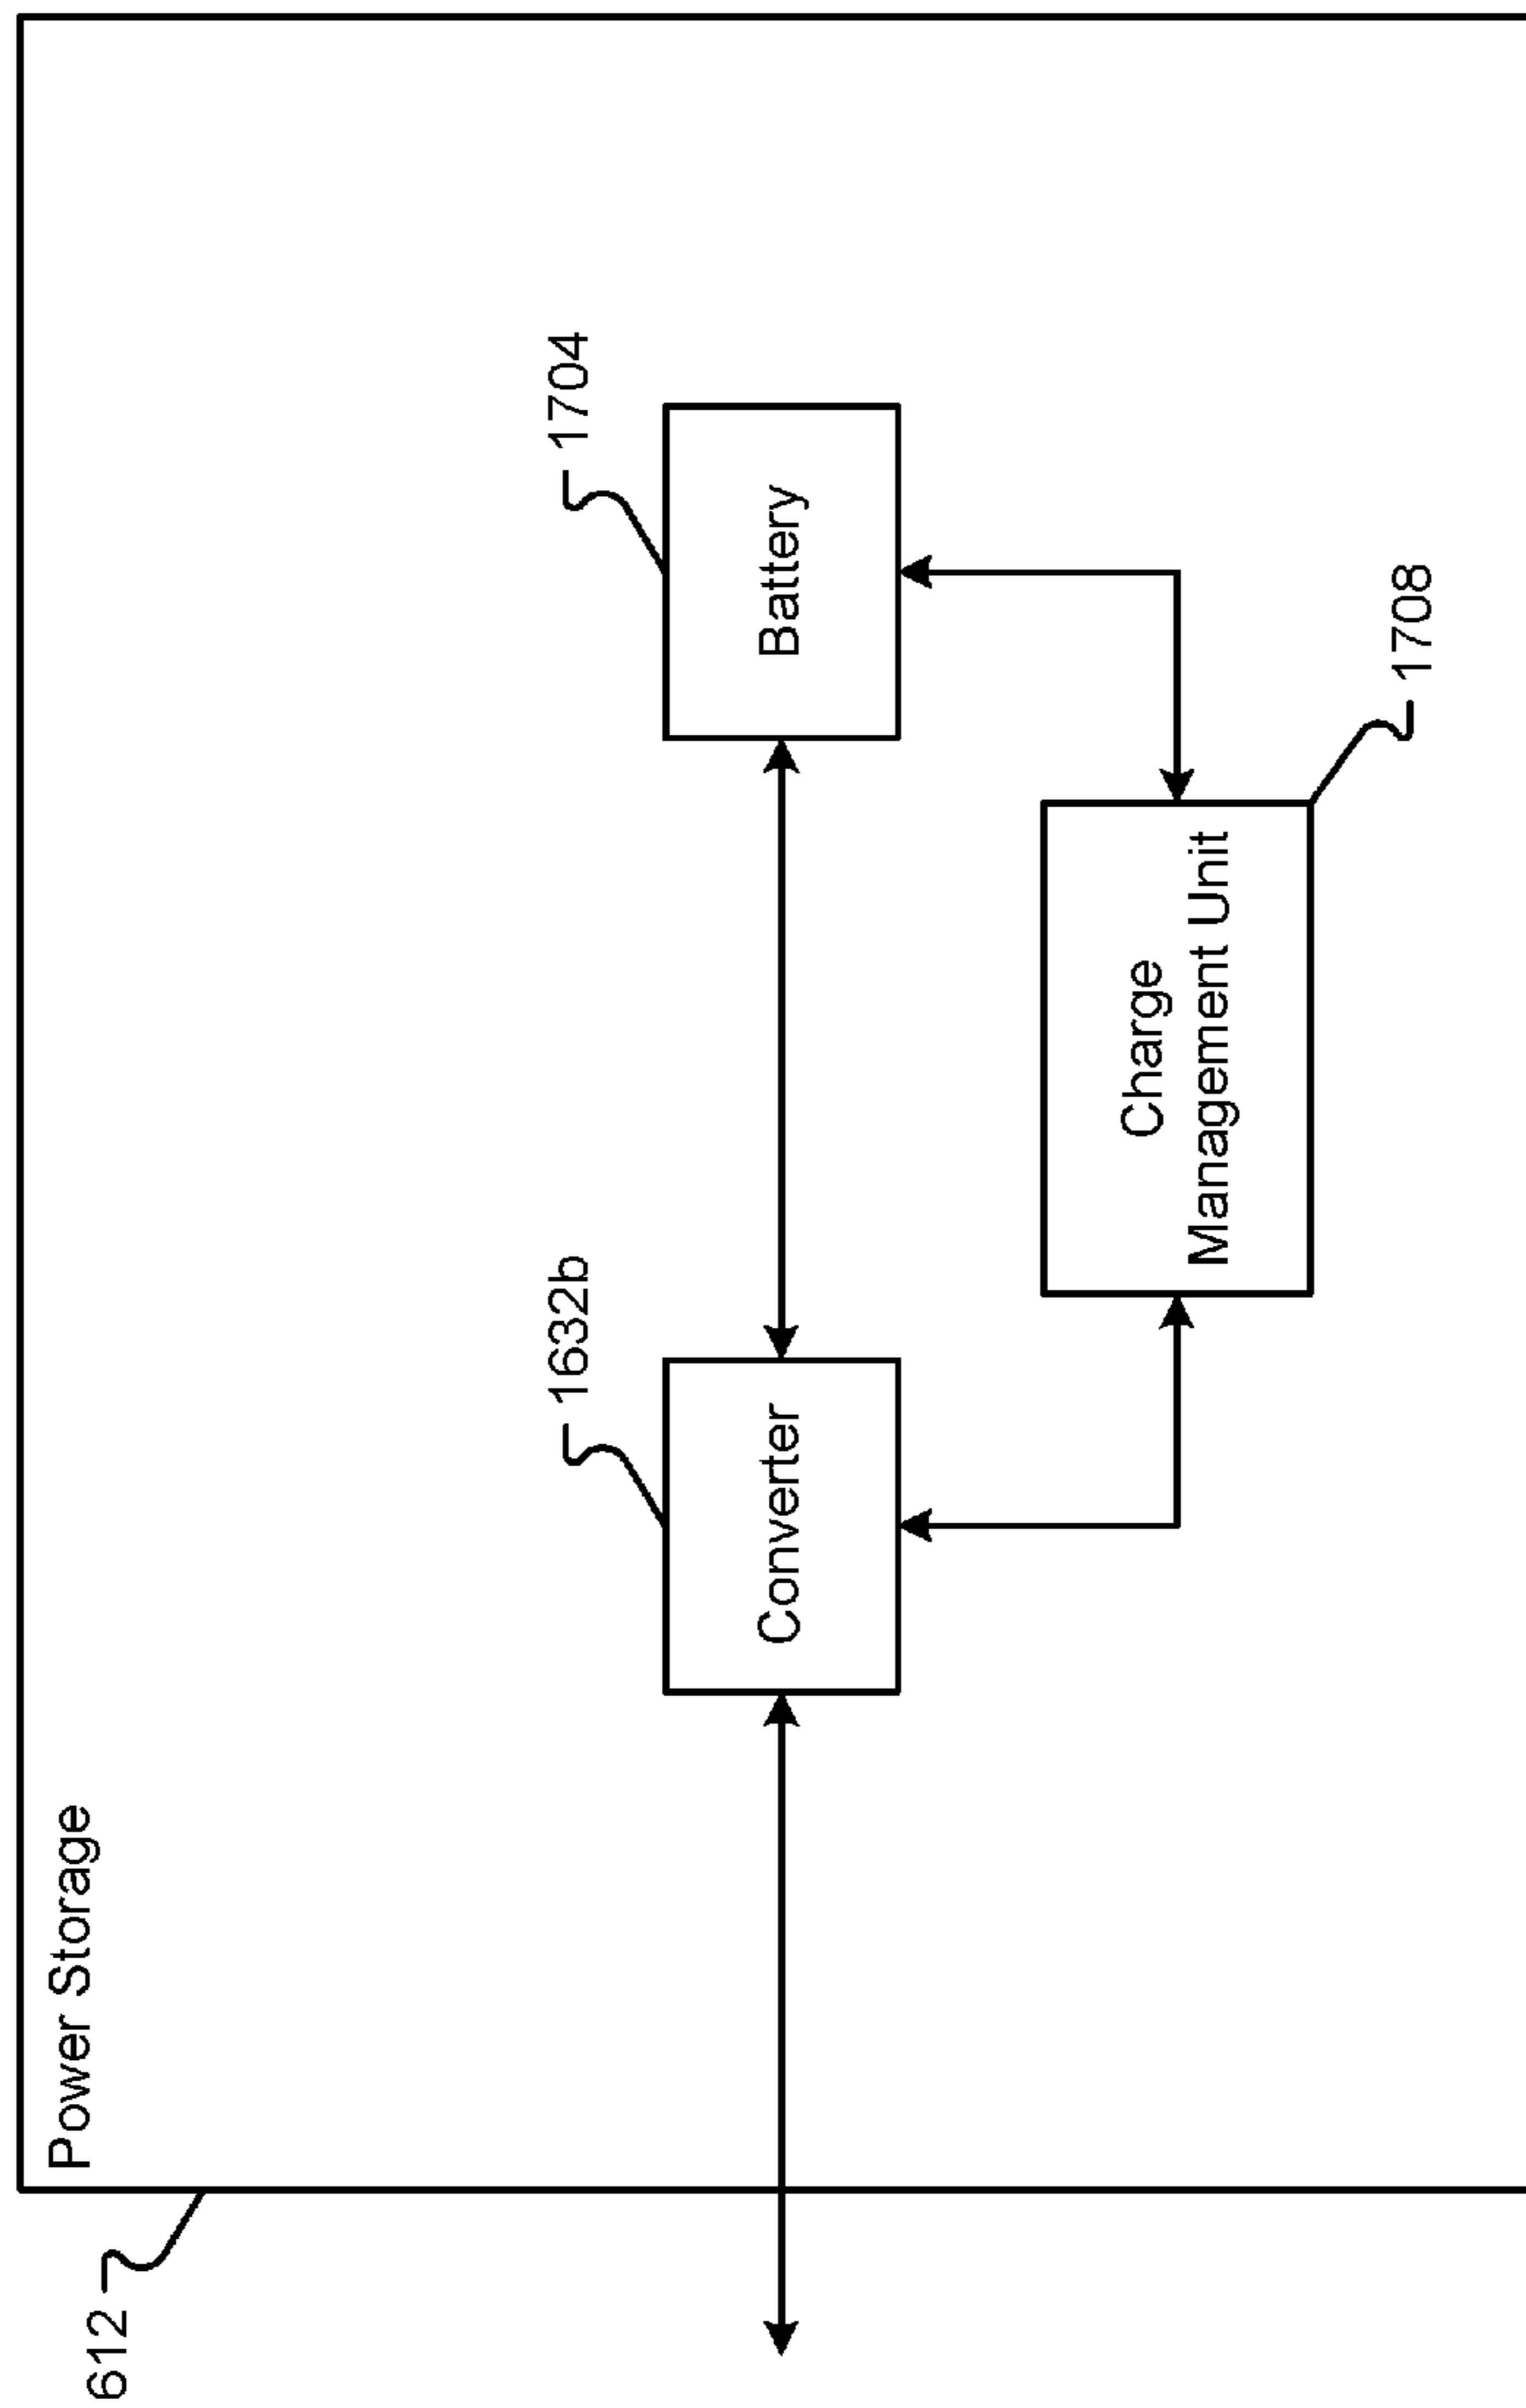 612
Power Storage
1632b
1704
Converter
Battery
Charge
Management Unit
1708